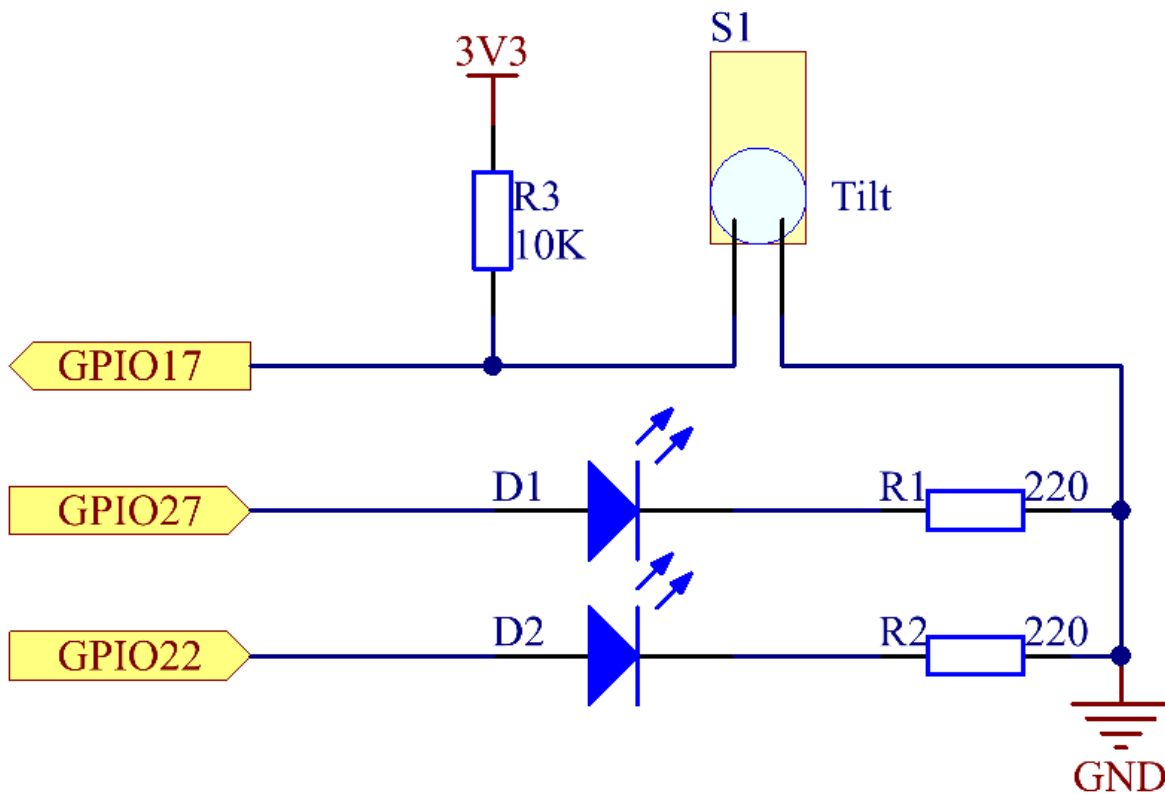 S1
3V3
R3
Tilt
10K
GPIO17
D1
R1
220
GPIO27
D2
R2
220
GPIO22
GND